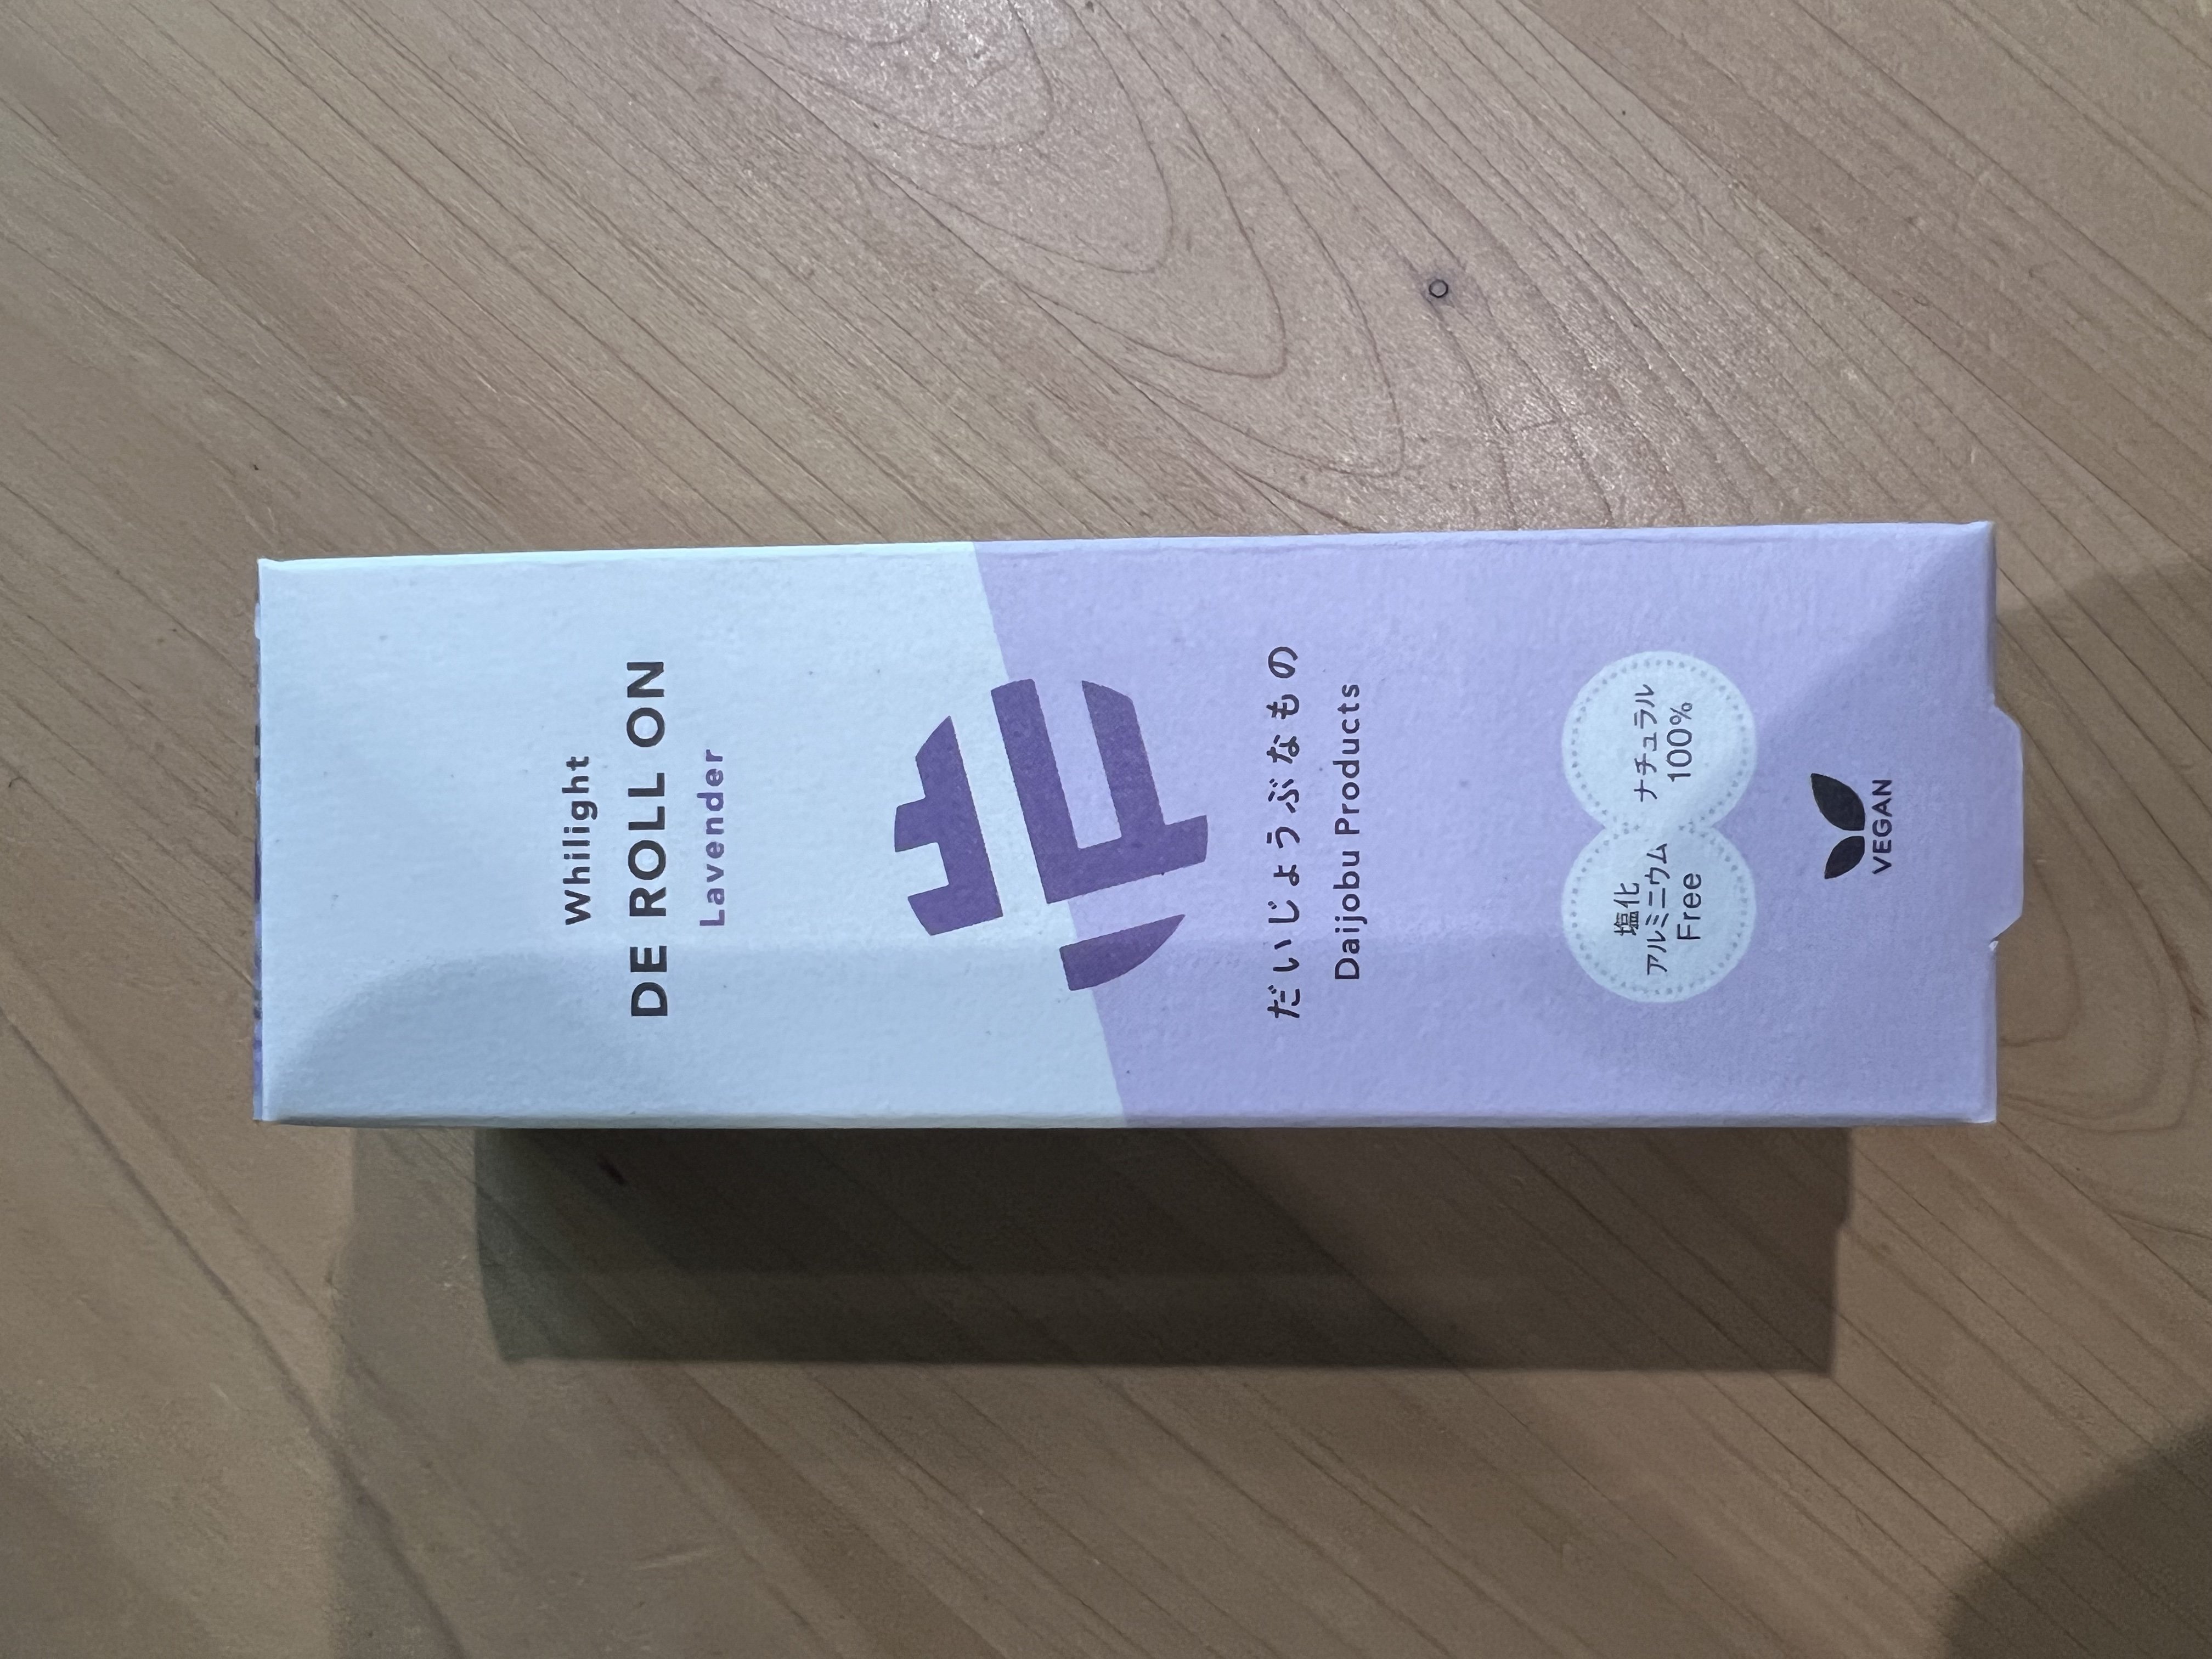 Whilight
DE ROLL ON
Lavender
だいじょうぶなもの
Daijobu Products
塩化
アルミニウム
Free
ナチュラル
100%
VEGAN